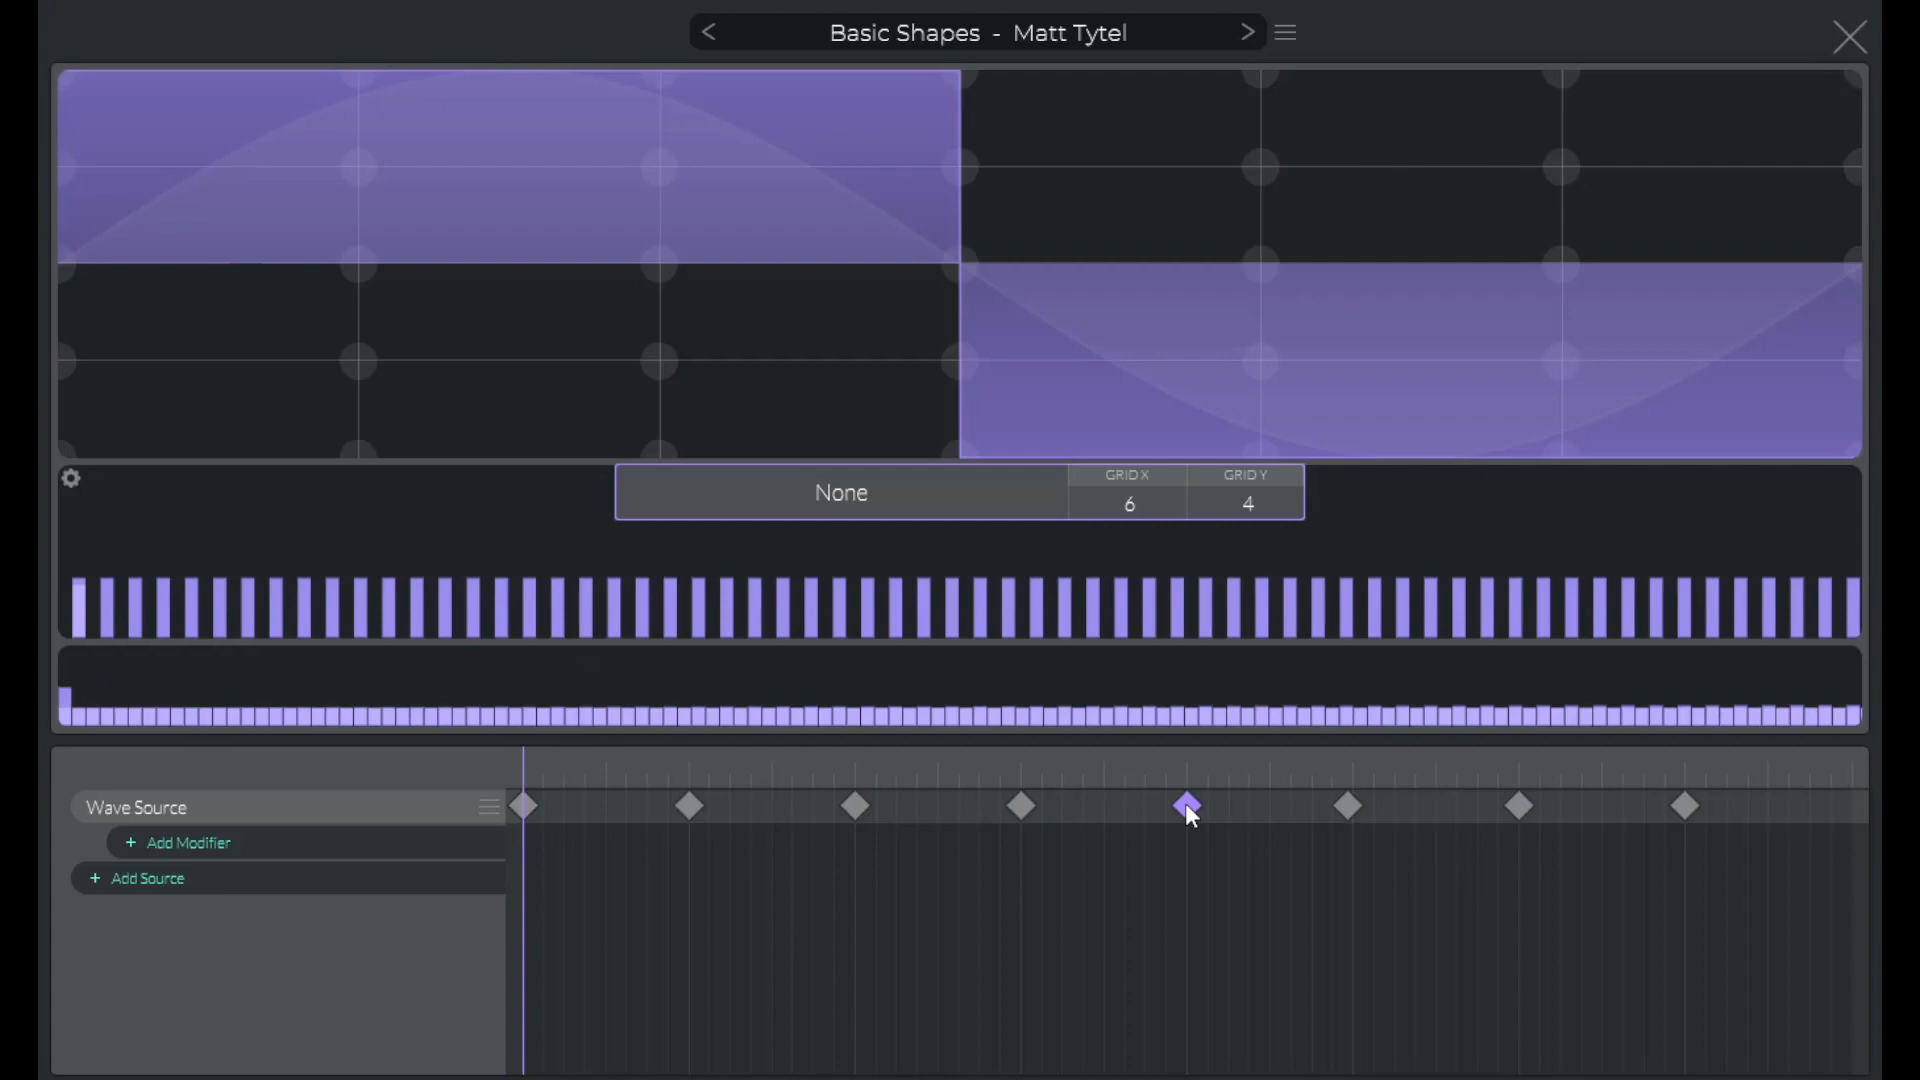 Basic Shapes - Matt Tytel
None
GRID X
6
GRID Y
4
Wave Source
+ Add Modifier
+ Add Source